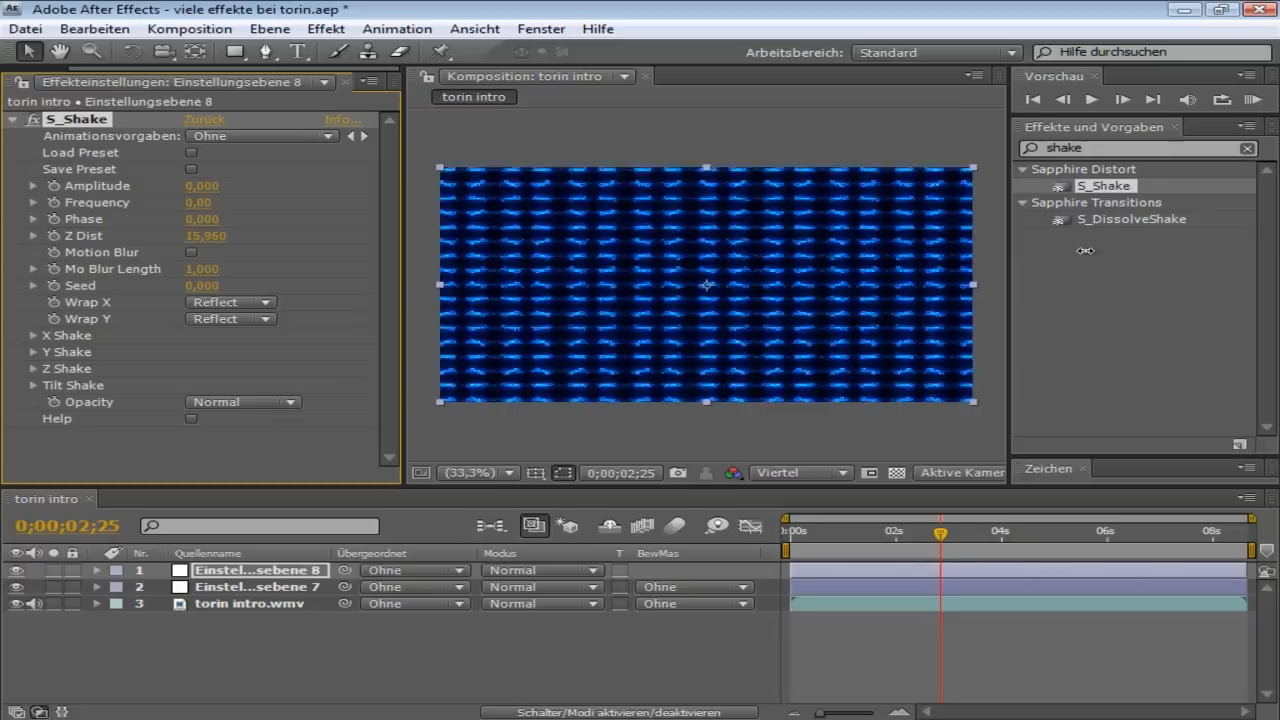 Adobe After Effects - viele effekte bei torin.aep *
Datei Bearbeiten Komposition Ebene Effekt Animation Ansicht Fenster Hilfe
Arbeitsbereich: Standard Hilfe durchsuchen
Effekteinstellungen: Einstellungsebene 8
torin intro • Einstellungsebene 8
fx S_Shake Zurück Info...
Animationsvorgaben: Ohne
Load Preset
Save Preset
Amplitude 0,000
Frequency 0,00
Phase 0,000
Z Dist 15,950
Motion Blur
Mo Blur Length 1,000
Seed 0,000
Wrap X Reflect
Wrap Y Reflect
X Shake
Y Shake
Z Shake
Tilt Shake
Opacity Normal
Help
Komposition: torin intro
torin intro
(33,3%) 0;00;02;25 Viertel Aktive Kamer
Vorschau
Effekte und Vorgaben
shake
Sapphire Distort
S_Shake
Sapphire Transitions
S_DissolveShake
Zeichen
torin intro
0;00;02;25
:00s 02s 04s 06s 08s
Nr. Quellenname Übergeordnet Modus T BewMas
1 Einstel...sebene 8 Ohne Normal
2 Einstel...sebene 7 Ohne Normal Ohne
3 torin intro.wmv Ohne Normal Ohne
Schalter/Modi aktivieren/deaktivieren